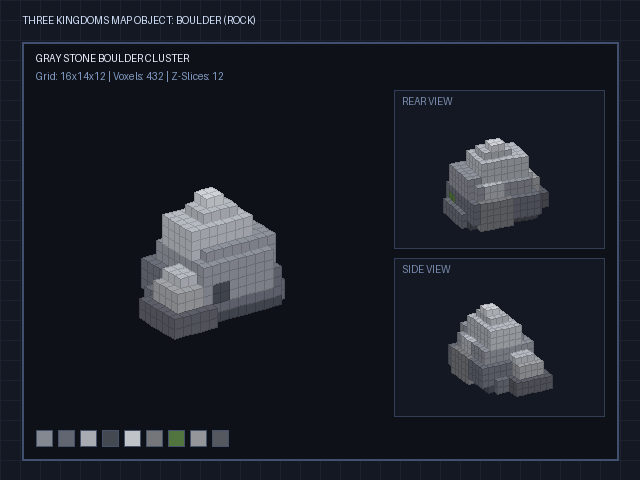 THREE KINGDOMS MAP OBJECT: BOULDER (ROCK)
GRAY STONE BOULDER CLUSTER
Grid: 16x14x12 | Voxels: 432 | Z-Slices: 12
REAR VIEW
SIDE VIEW